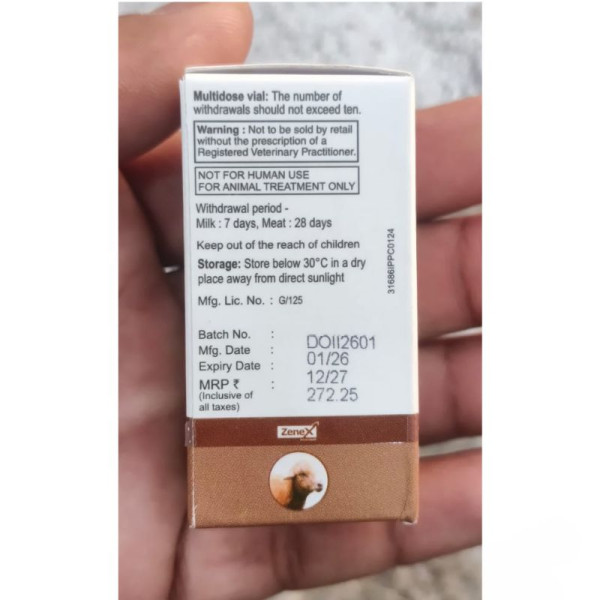 Multidose vial: The number of
withdrawals should not exceed ten.
Warning : Not to be sold by retail
without the prescription of a
Registered Veterinary Practitioner.
NOT FOR HUMAN USE
FOR ANIMAL TREATMENT ONLY
Withdrawal period -
Milk : 7 days, Meat : 28 days
Keep out of the reach of children
Storage: Store below 30°C in a dry
place away from direct sunlight
Mfg. Lic. No. : G/125
31686/PPC0124
Batch No. : DOII2601
Mfg. Date : 01/26
Expiry Date : 12/27
MRP ₹ : 272.25
(Inclusive of
all taxes)
ZeneX